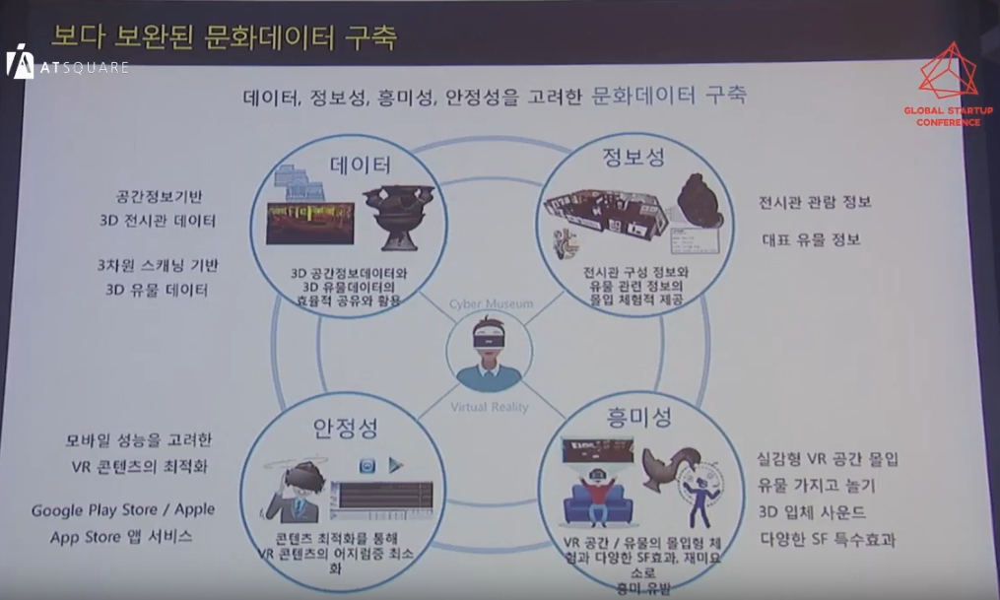 보다 보완된 문화데이터 구축
ATSQUARE
GLOBAL STARTUP
CONFERENCE
데이터, 정보성, 흥미성, 안정성을 고려한 문화데이터 구축
데이터
공간정보기반
3D 전시관 데이터
3차원 스캐닝 기반
3D 유물 데이터
3D 공간정보데이터와
3D 유물데이터의
효율적 공유와 활용
정보성
전시관 구성 정보와
유물 관련 정보의
몰입 체험적 제공
전시관 관람 정보
대표 유물 정보
Cyber Museum
Virtual Reality
안정성
모바일 성능을 고려한
VR 콘텐츠의 최적화
Google Play Store / Apple
App Store 앱 서비스
콘텐츠 최적화를 통해
VR 콘텐츠의 어지럼증 최소
화
흥미성
VR 공간 / 유물의 몰입형 체
험과 다양한 SF효과, 재미요
소로
흥미 유발
실감형 VR 공간 몰입
유물 가지고 놀기
3D 입체 사운드
다양한 SF 특수효과